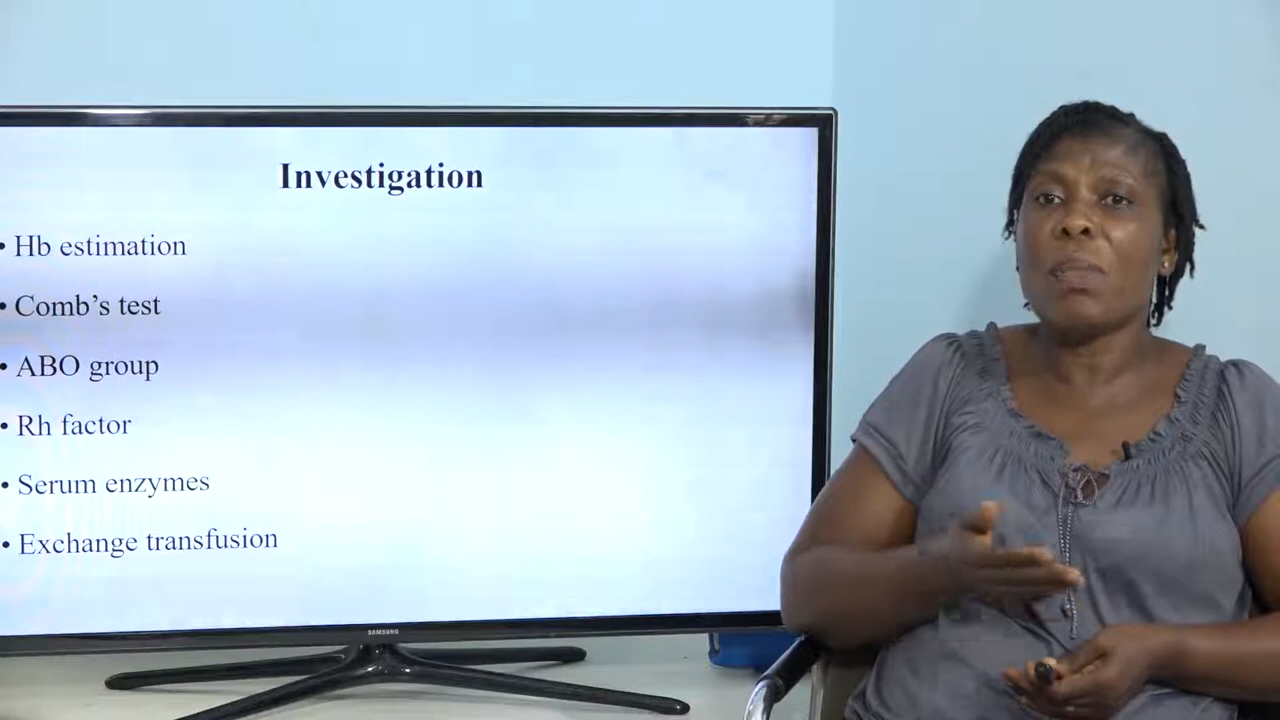 Investigation
• Hb estimation
• Comb's test
• ABO group
• Rh factor
• Serum enzymes
• Exchange transfusion
SAMSUNG